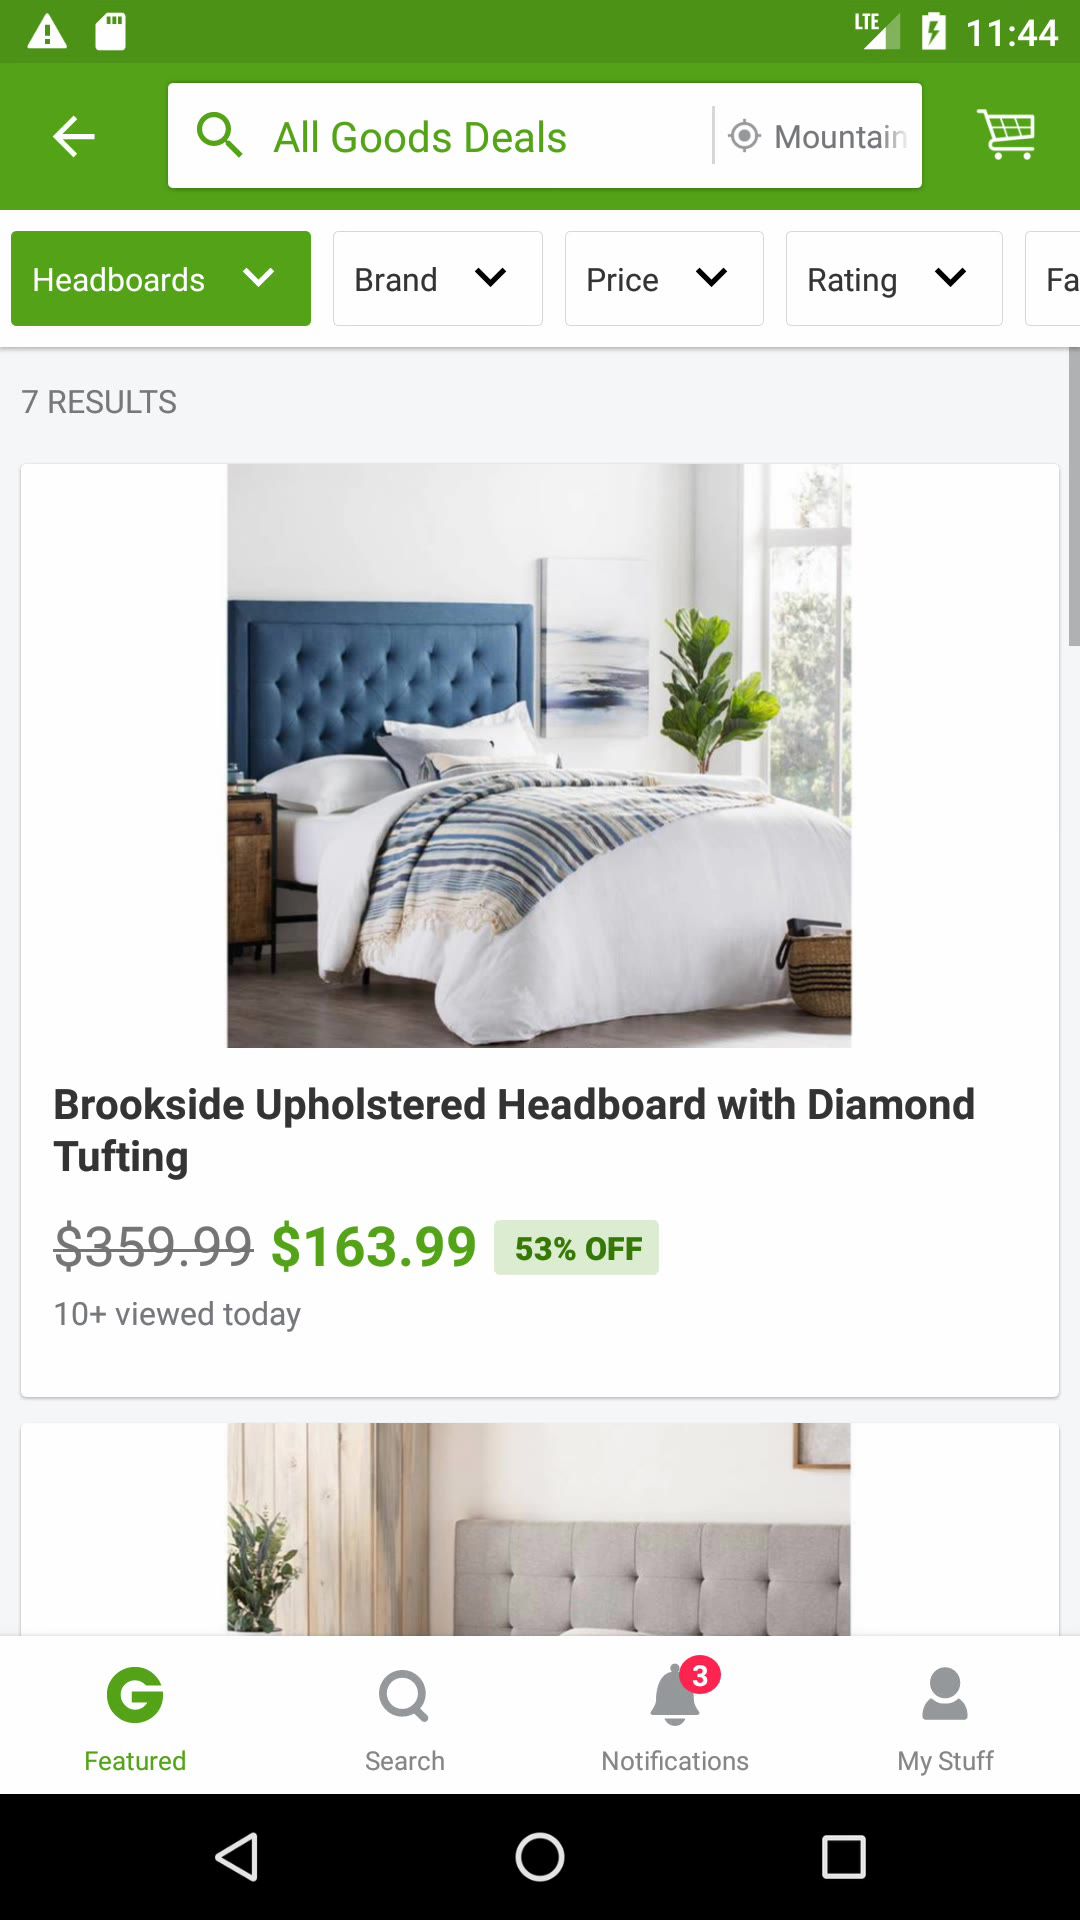 LTE 11:44
All Goods Deals Mountain
Headboards Brand Price Rating Fa
7 RESULTS
Brookside Upholstered Headboard with Diamond
Tufting
$359.99 $163.99 53% OFF
10+ viewed today
3
Featured Search Notifications My Stuff